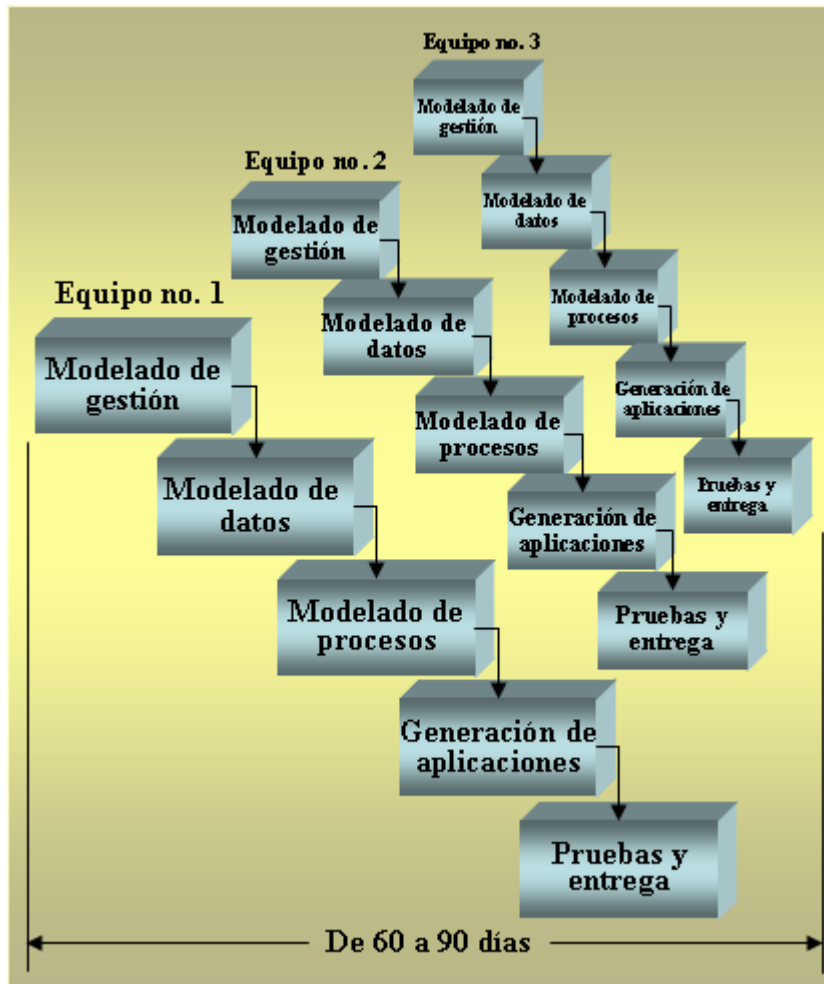 Equipo no. 3
Modelado de
gestión
Modelado de
datos
Modelado de
procesos
Generación de
aplicaciones
Pruebas y
entrega
Equipo no. 2
Modelado de
gestión
Modelado de
datos
Modelado de
procesos
Generación de
aplicaciones
Pruebas y
entrega
Equipo no. 1
Modelado de
gestión
Modelado de
datos
Modelado de
procesos
Generación de
aplicaciones
Pruebas y
entrega
De 60 a 90 días